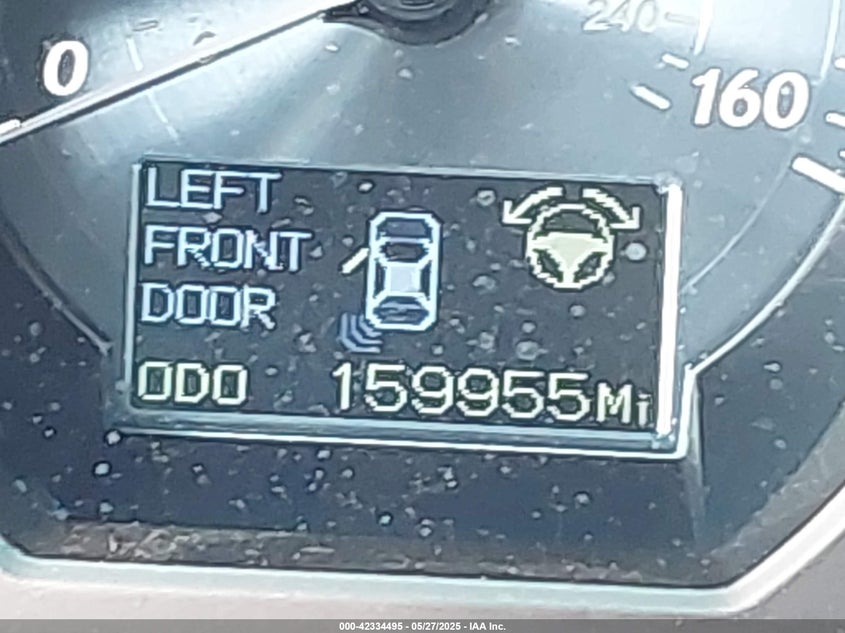 240
0
160
LEFT
FRONT
DOOR
ODO 159955Mi
000-42334495 - 05/27/2025 - IAA Inc.